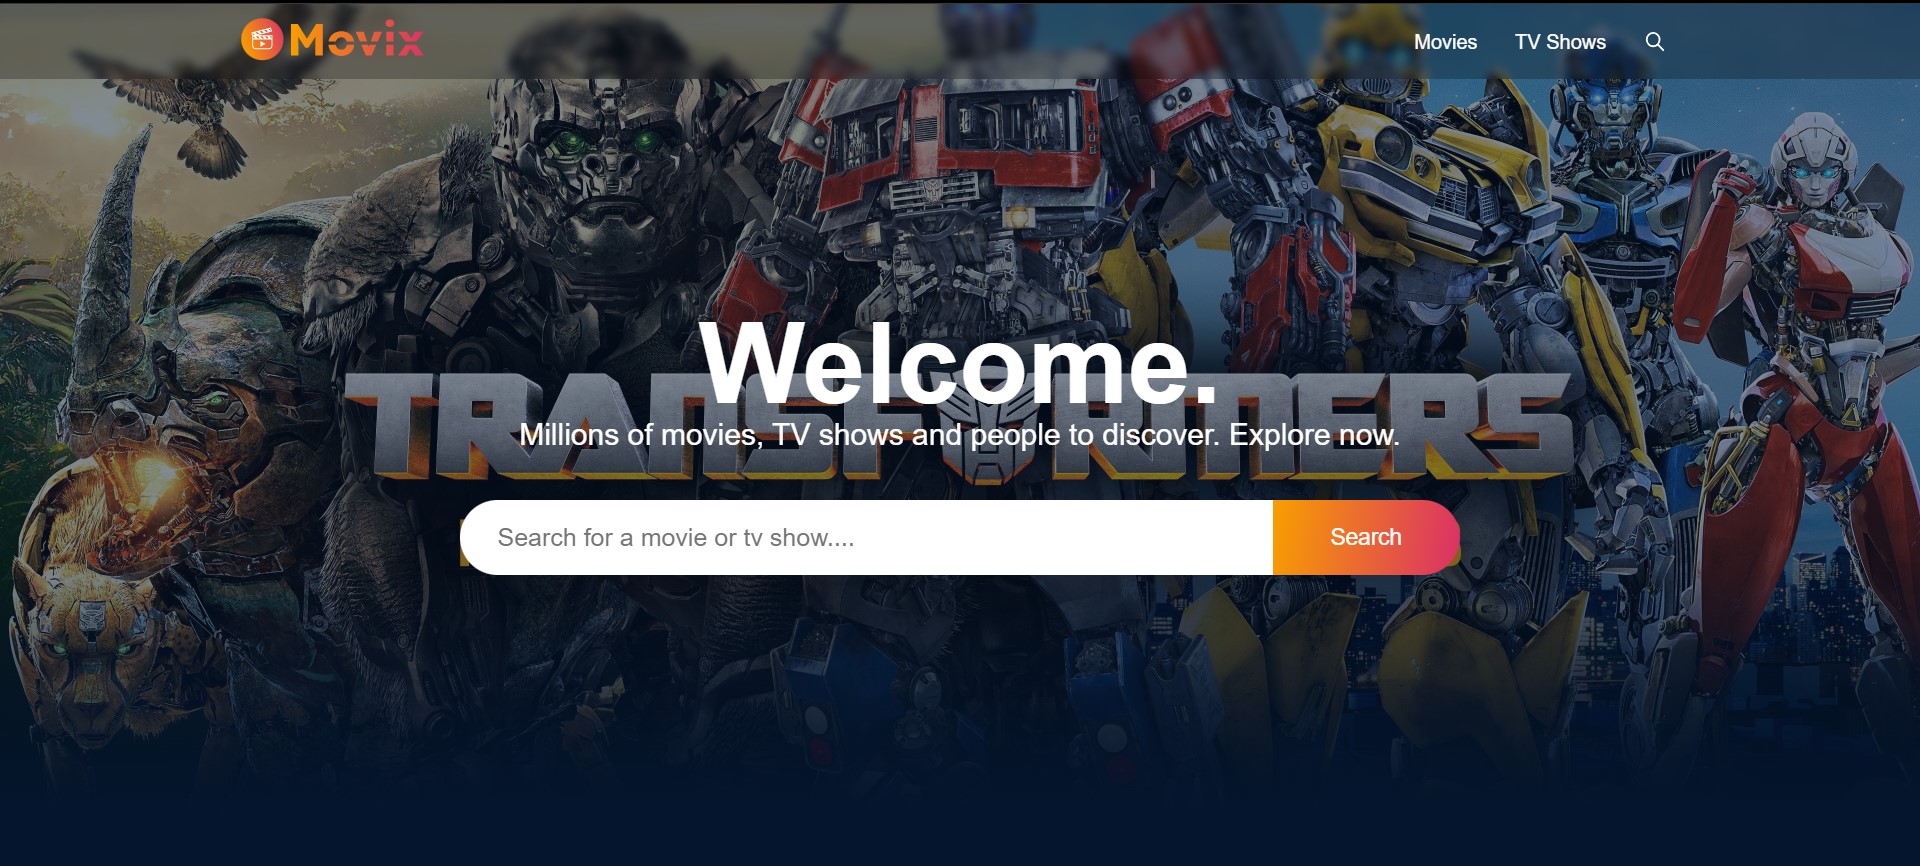 Movix
Movies
TV Shows
Welcome.
TRANSFORMERS
Millions of movies, TV shows and people to discover. Explore now.
Search for a movie or tv show....
Search